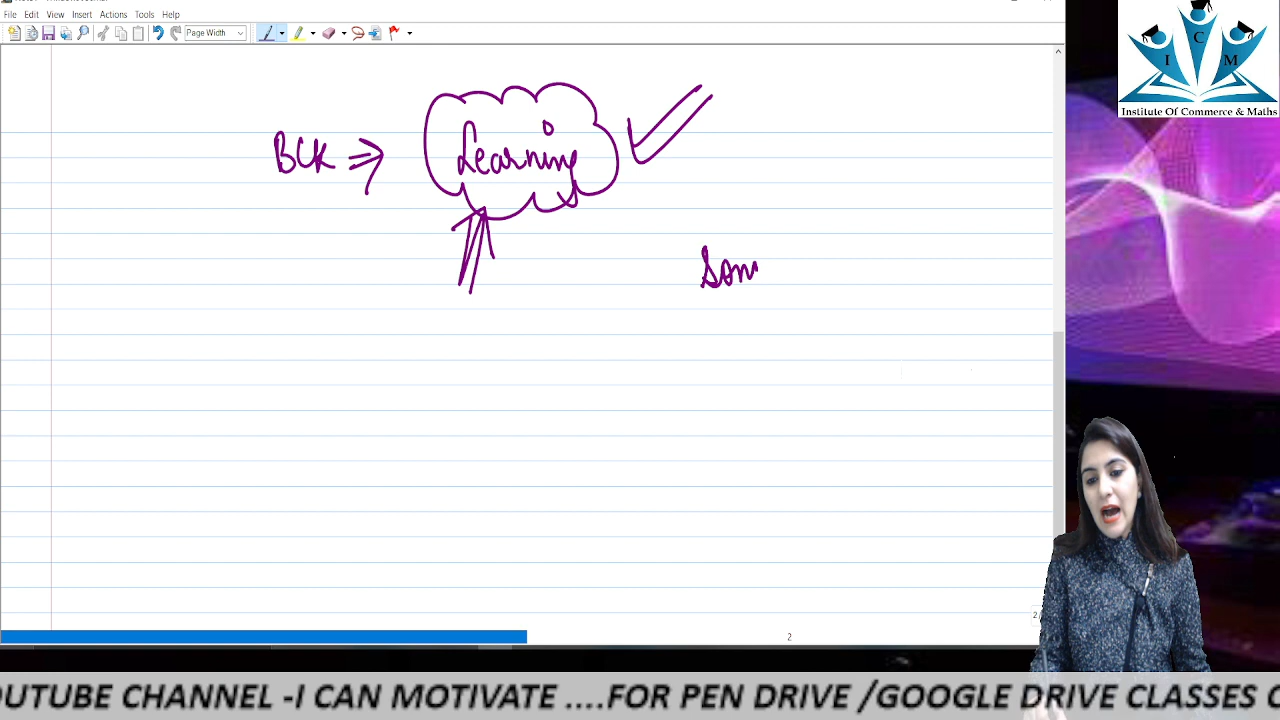 File Edit View Insert Actions Tools Help
Page Width
I C M
Institute Of Commerce & Maths
BCK ⇒ Learning
2
OUTUBE CHANNEL -I CAN MOTIVATE ....FOR PEN DRIVE /GOOGLE DRIVE CLASSES C